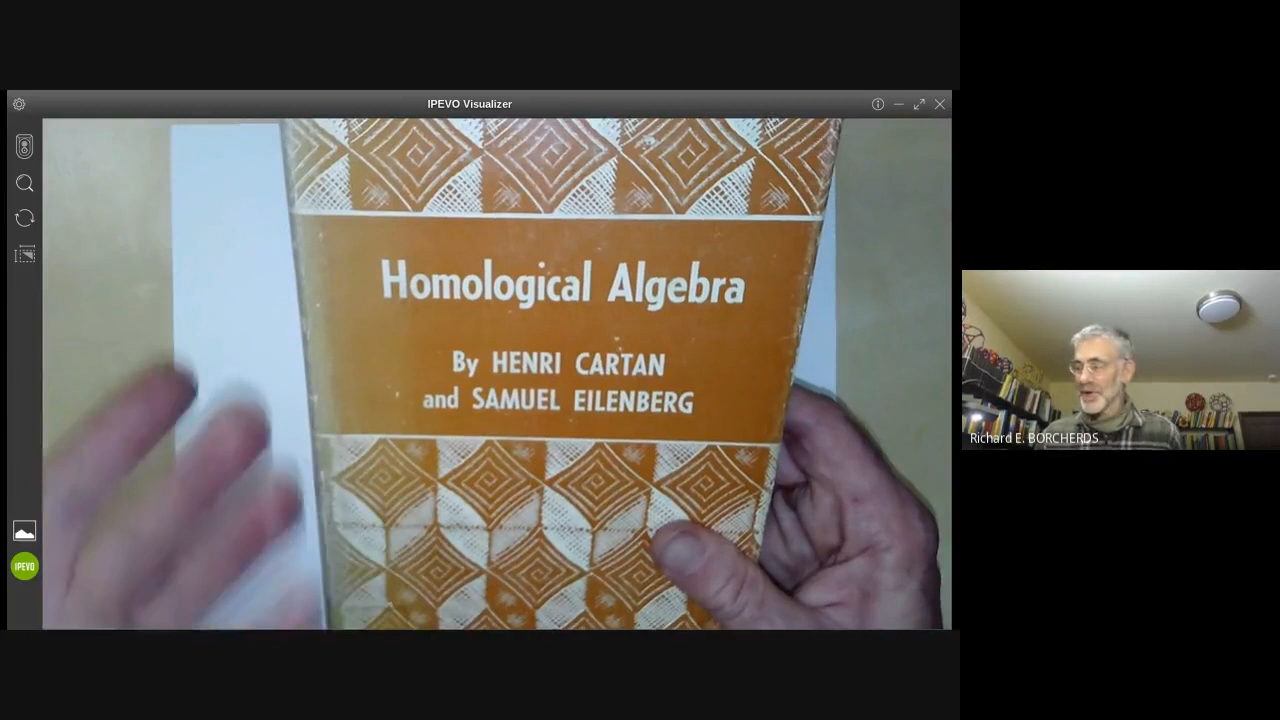 IPEVO Visualizer
Homological Algebra
By HENRI CARTAN
and SAMUEL EILENBERG
IPEVO
Richard E. BORCHERDS